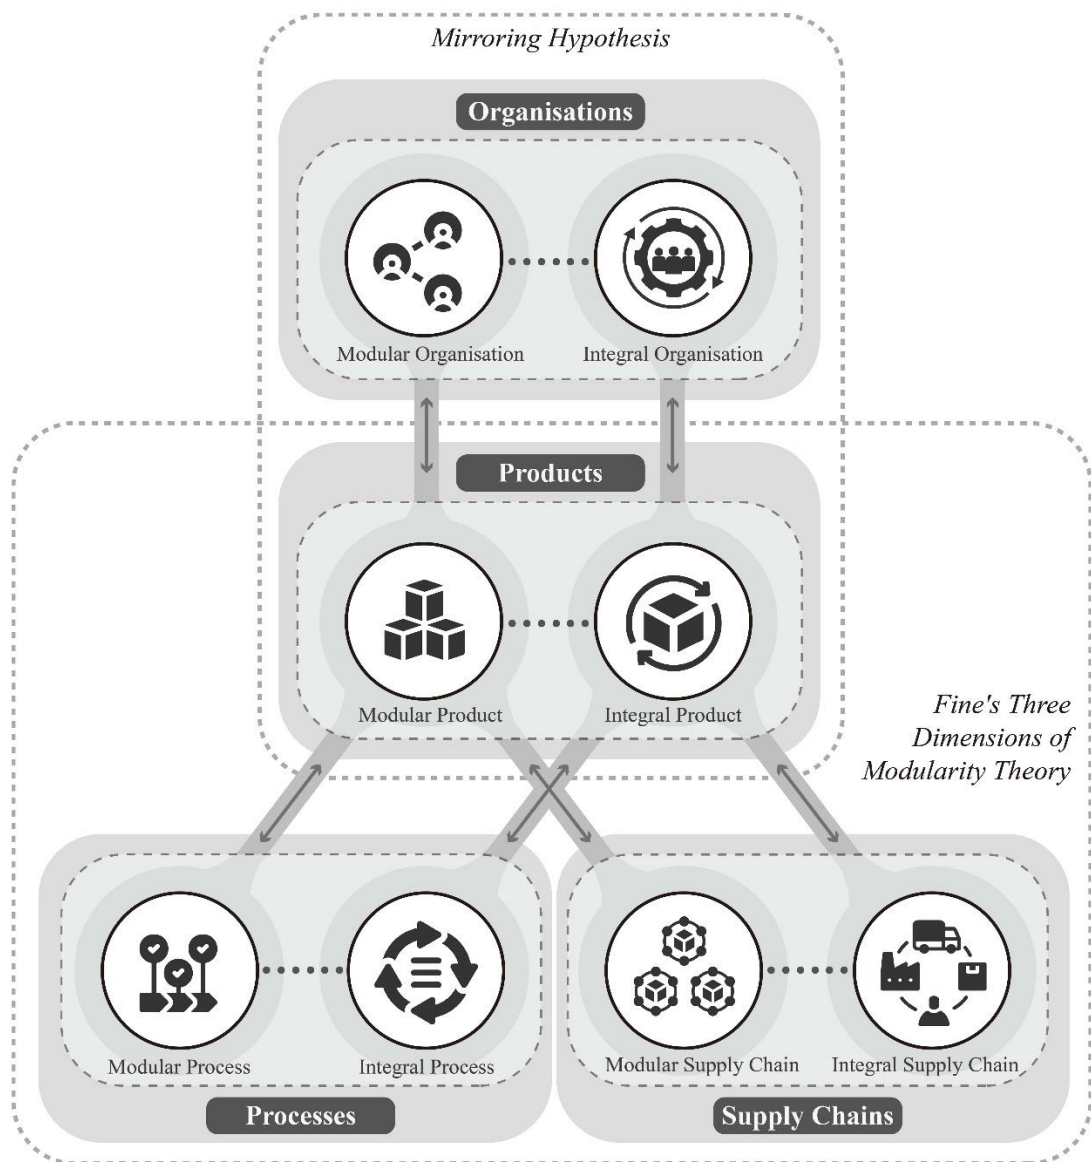 Mirroring Hypothesis
Organisations
Modular Organisation
Integral Organisation
Products
Modular Product
Integral Product
Fine's Three
Dimensions of
Modularity Theory
Modular Process
Integral Process
Modular Supply Chain
Integral Supply Chain
Processes
Supply Chains